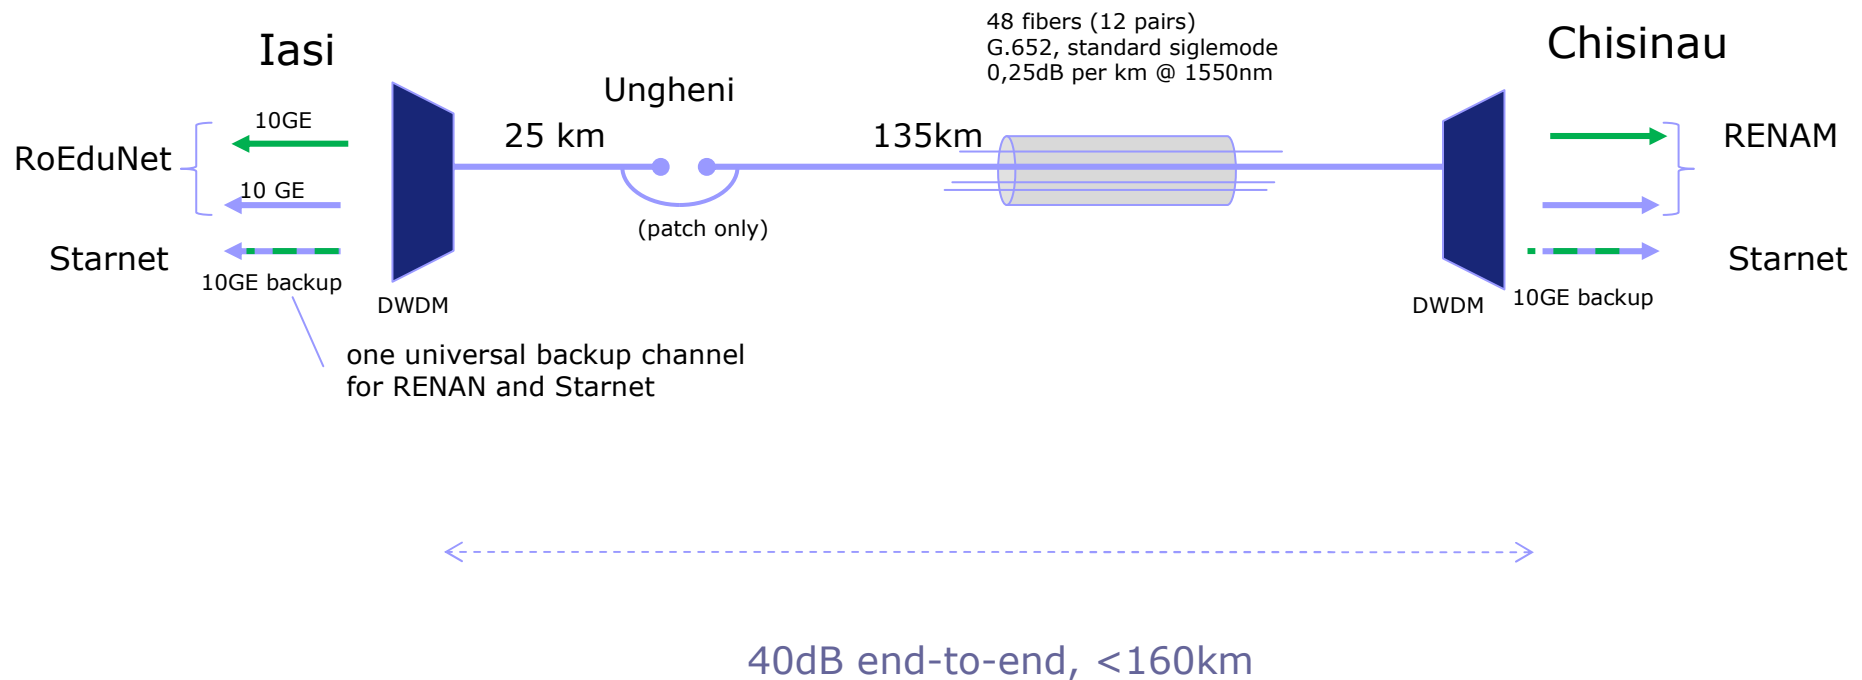 48 fibers (12 pairs)
G.652, standard siglemode
0,25dB per km @ 1550nm
Iasi
Chisinau
Ungheni
10GE
25 km
135km
RoEduNet
RENAM
10 GE
(patch only)
Starnet
Starnet
10GE backup
10GE backup
DWDM
DWDM
one universal backup channel
for RENAN and Starnet
40dB end-to-end, <160km